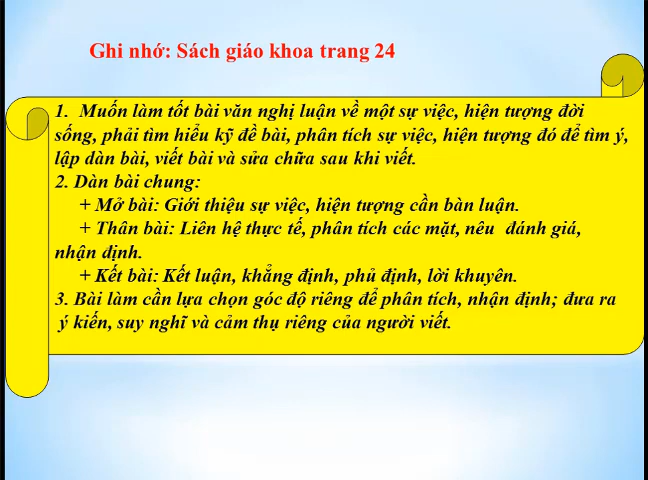 Ghi nhớ: Sách giáo khoa trang 24
1. Muốn làm tốt bài văn nghị luận về một sự việc, hiện tượng đời
sống, phải tìm hiểu kỹ đề bài, phân tích sự việc, hiện tượng đó để tìm ý,
lập dàn bài, viết bài và sửa chữa sau khi viết.
2. Dàn bài chung:
+ Mở bài: Giới thiệu sự việc, hiện tượng cần bàn luận.
+ Thân bài: Liên hệ thực tế, phân tích các mặt, nêu đánh giá,
nhận định.
+ Kết bài: Kết luận, khẳng định, phủ định, lời khuyên.
3. Bài làm cần lựa chọn góc độ riêng để phân tích, nhận định; đưa ra
ý kiến, suy nghĩ và cảm thụ riêng của người viết.